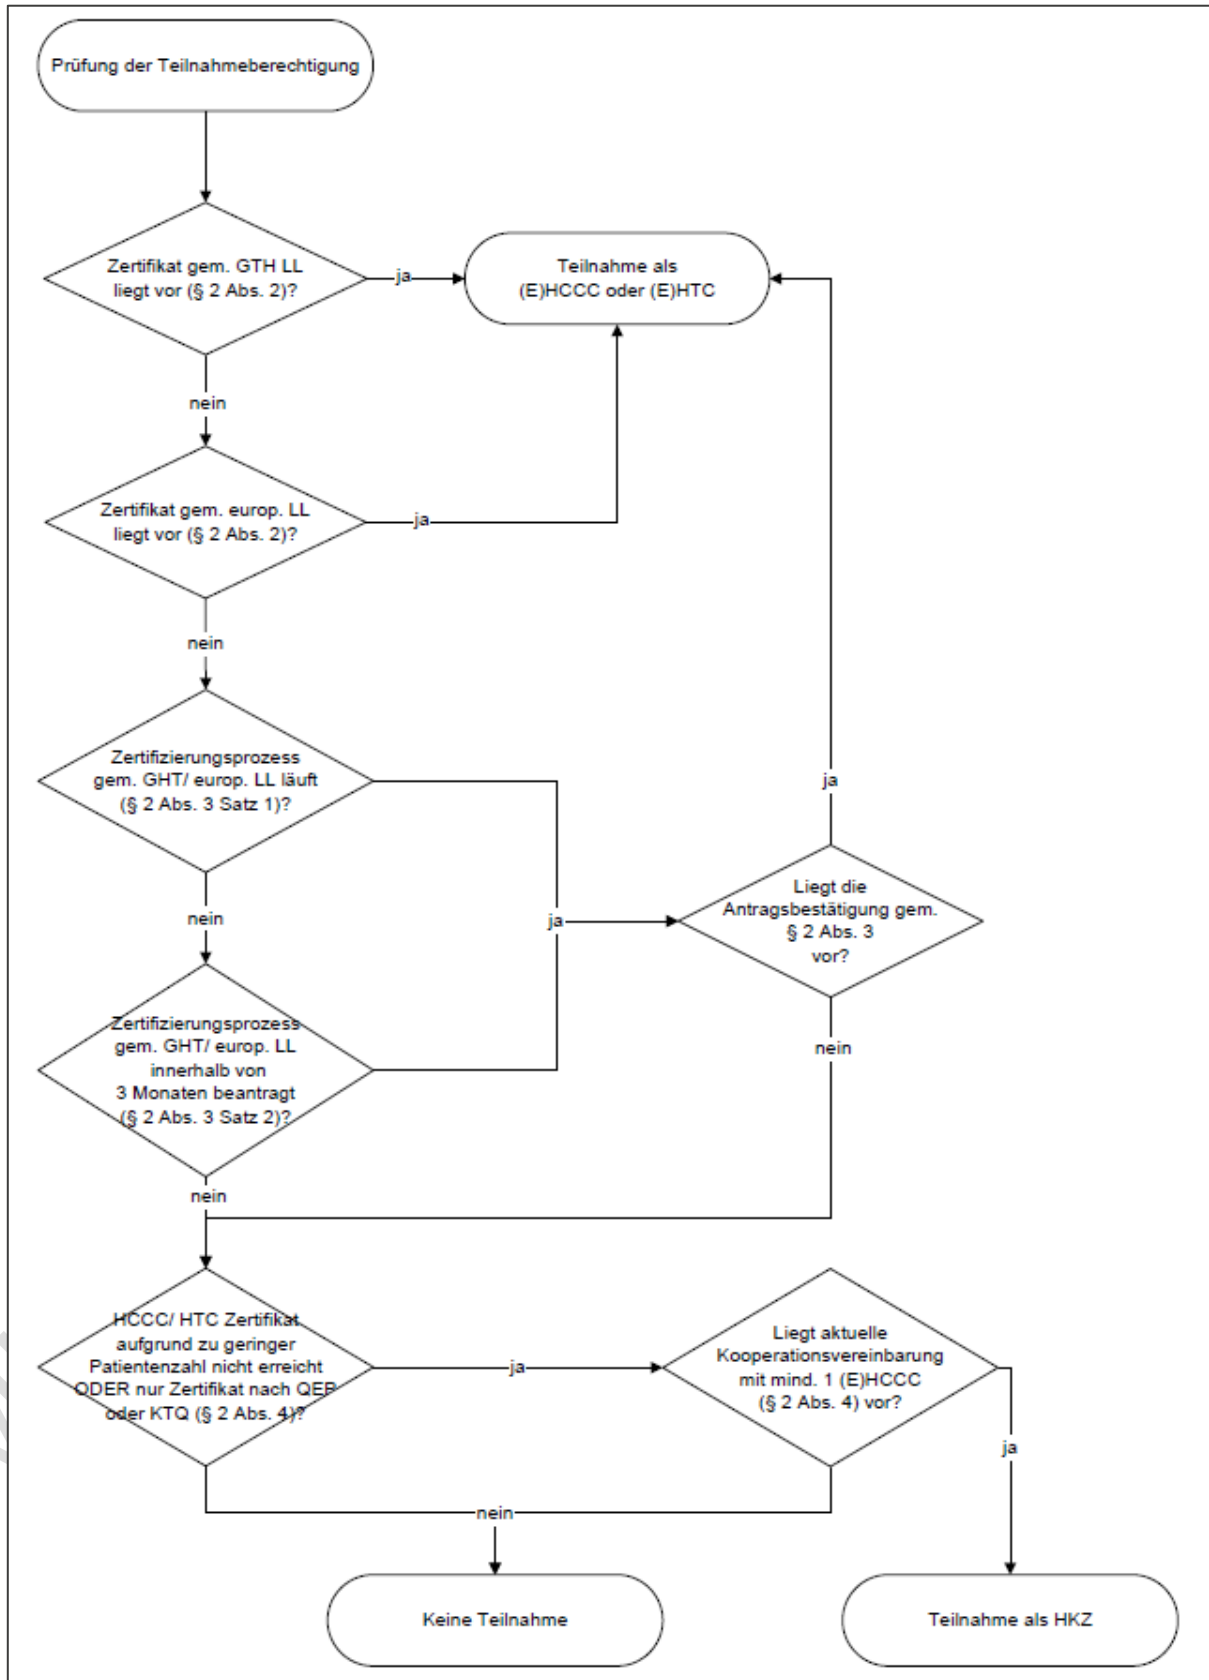 Prüfung der Teilnahmeberechtigung
Zertifikat gem. GTH LL
liegt vor (§ 2 Abs. 2)?
ja
Teilnahme als
(E)HCCC oder (E)HTC
nein
Zertifikat gem. europ. LL
liegt vor (§ 2 Abs. 2)?
ja
nein
Zertifizierungsprozess
gem. GHT/ europ. LL läuft
(§ 2 Abs. 3 Satz 1)?
ja
nein
ja
Liegt die
Antragsbestätigung gem.
§ 2 Abs. 3
vor?
Zertifizierungsprozess
gem. GHT/ europ. LL
innerhalb von
3 Monaten beantragt
(§ 2 Abs. 3 Satz 2)?
nein
nein
HCCC/ HTC Zertifikat
aufgrund zu geringer
Patientenzahl nicht erreicht
ODER nur Zertifikat nach QEP
oder KTQ (§ 2 Abs. 4)?
ja
Liegt aktuelle
Kooperationsvereinbarung
mit mind. 1 (E)HCCC
(§ 2 Abs. 4) vor?
ja
nein
Keine Teilnahme
Teilnahme als HKZ